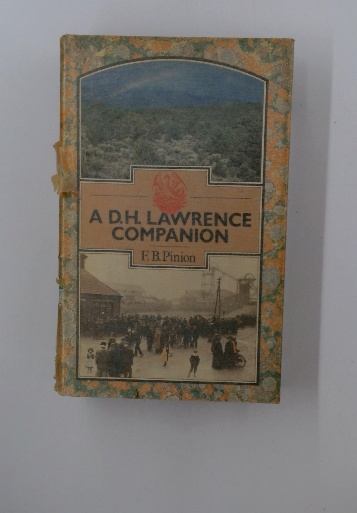 A D.H. LAWRENCE
COMPANION
F. B. Pinion